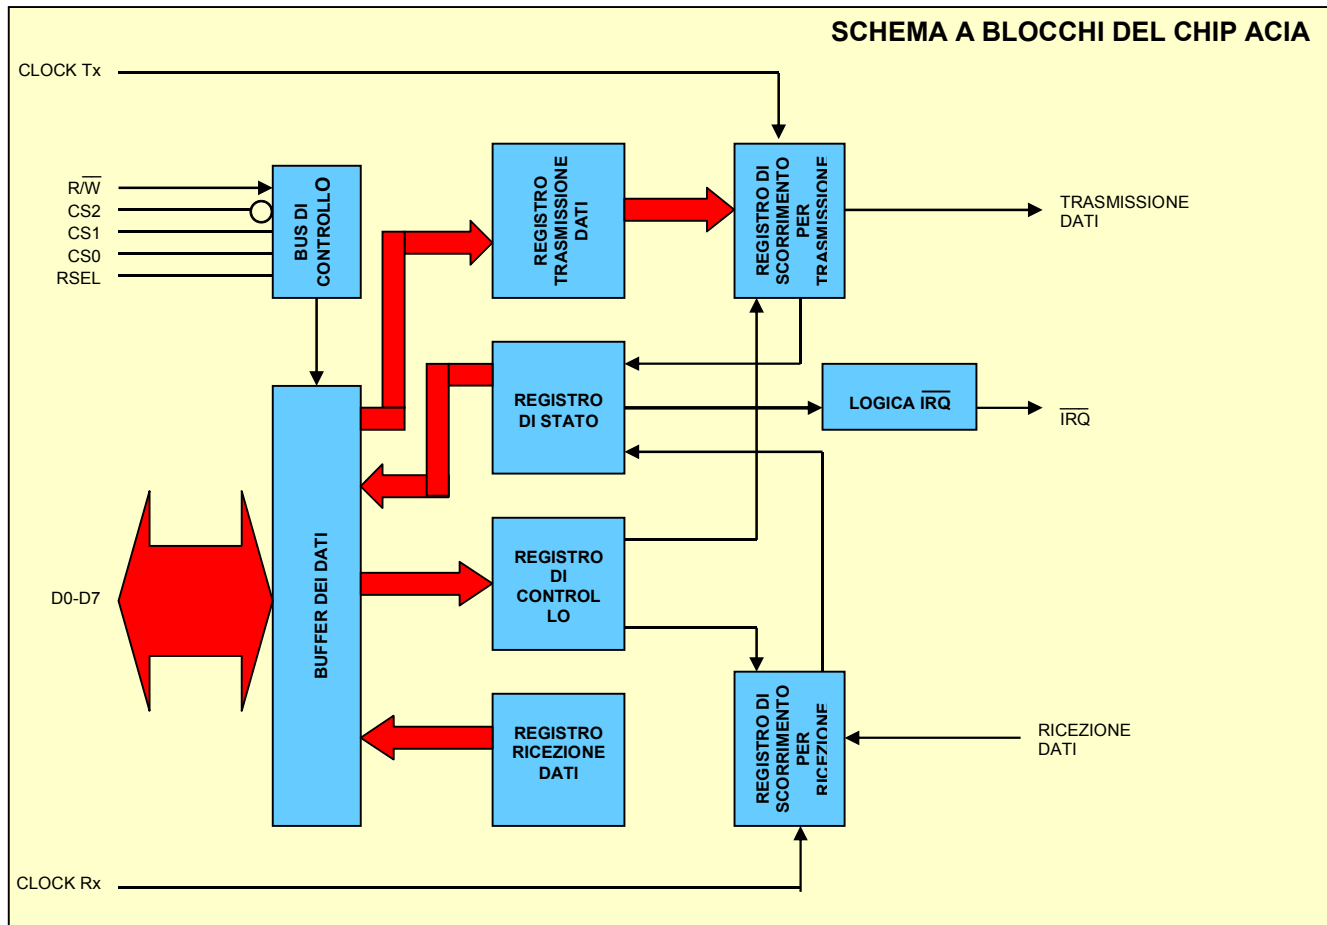 SCHEMA A BLOCCHI DEL CHIP ACIA
CLOCK Tx
R/W̅
CS2
CS1
CS0
RSEL
BUS DI
CONTROLLO
REGISTRO
TRASMISSIONE
DATI
REGISTRO DI
SCORRIMENTO
PER
TRASMISSIONE
TRASMISSIONE
DATI
REGISTRO
DI STATO
LOGICA I̅R̅Q̅
I̅R̅Q̅
D0-D7
BUFFER DEI DATI
REGISTRO
DI
CONTROL
LO
REGISTRO
RICEZIONE
DATI
REGISTRO DI
SCORRIMENTO
PER
RICEZIONE
RICEZIONE
DATI
CLOCK Rx